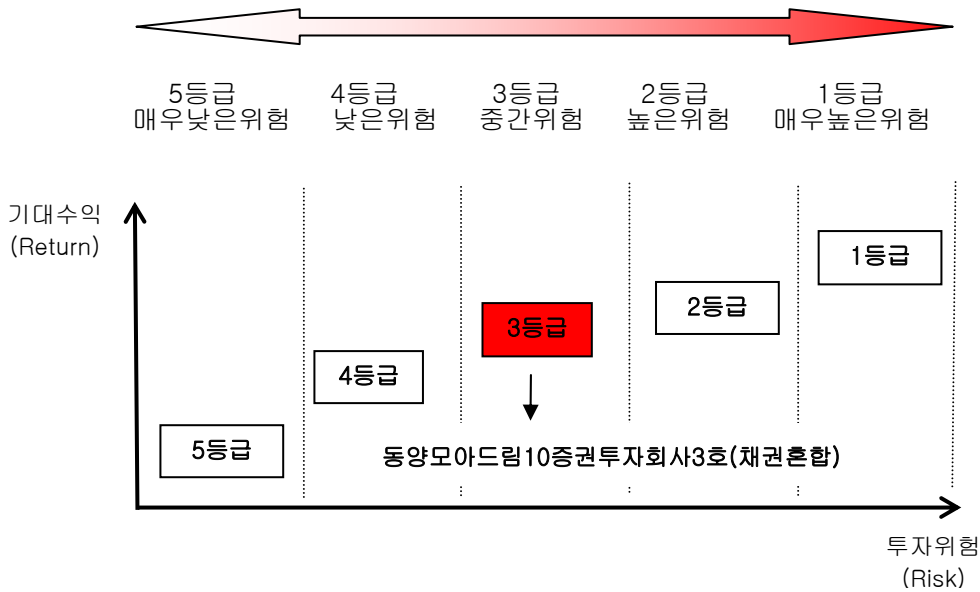 5등급 4등급 3등급 2등급 1등급
매우낮은위험 낮은위험 중간위험 높은위험 매우높은위험
기대수익
(Return)
1등급
2등급
3등급
4등급
5등급
동양모아드림10증권투자회사3호(채권혼합)
투자위험
(Risk)